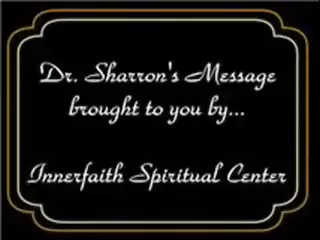 Dr. Sharron's Message
brought to you by...
Innerfaith Spiritual Center